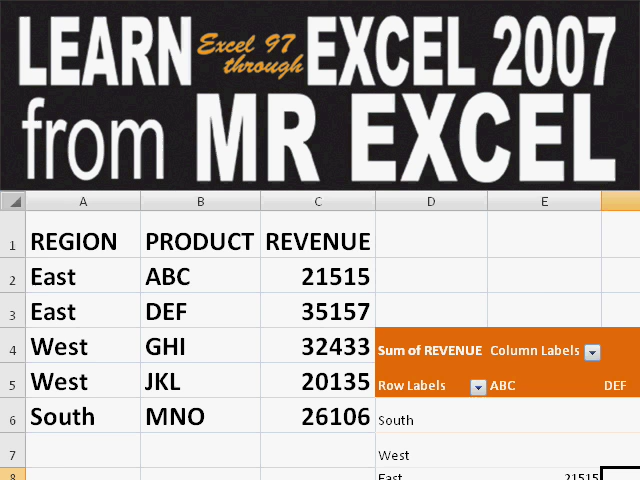 LEARN Excel 97 through EXCEL 2007
from MR EXCEL
A B C D E
1 REGION PRODUCT REVENUE
2 East ABC 21515
3 East DEF 35157
4 West GHI 32433 Sum of REVENUE Column Labels
5 West JKL 20135 Row Labels ABC DEF
6 South MNO 26106 South
7 West
8 East 21515